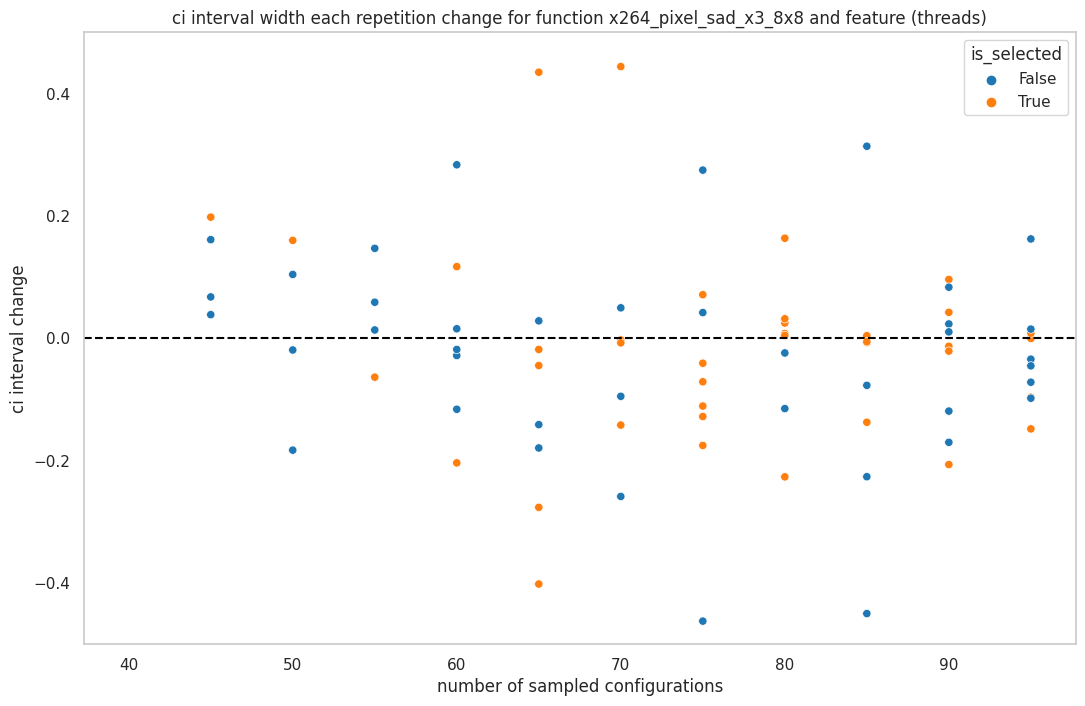 ci interval width each repetition change for function x264_pixel_sad_x3_8x8 and feature (threads)
is_selected
False
True
ci interval change
0.4
0.2
0.0
−0.2
−0.4
40 50 60 70 80 90
number of sampled configurations